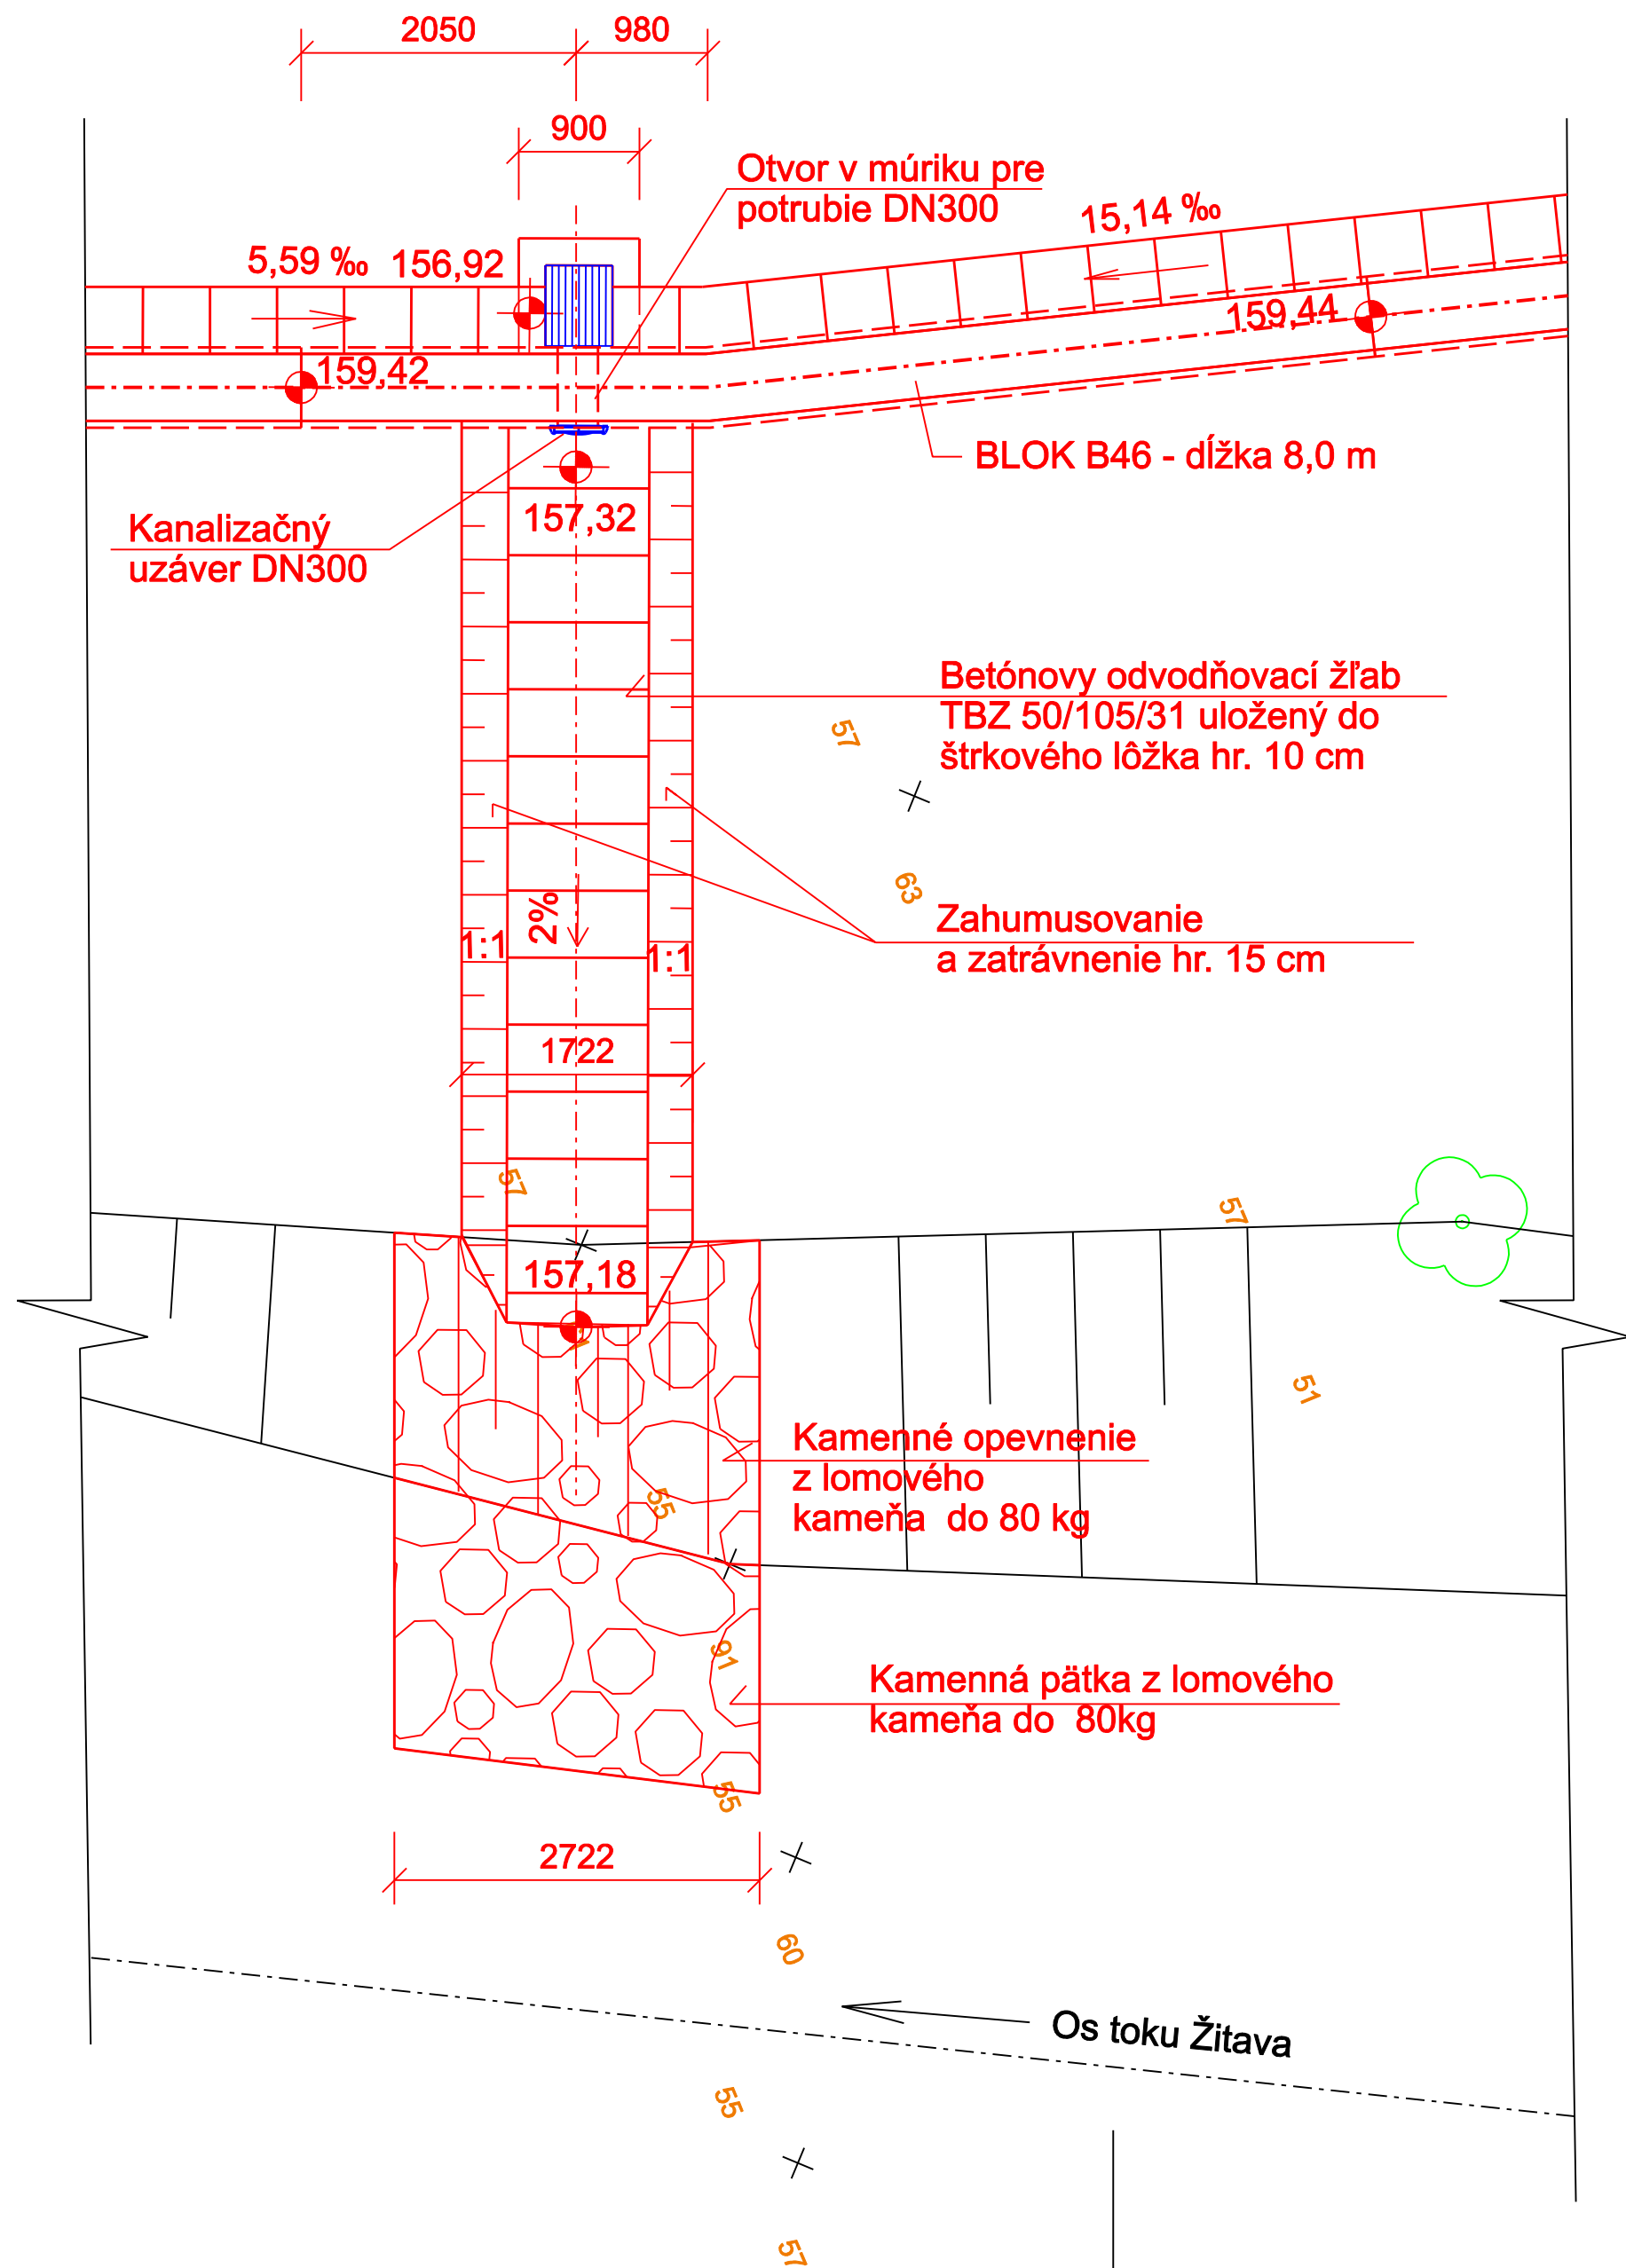 2050
980
900
Otvor v múriku pre
potrubie DN300
15,14 ‰
5,59 ‰
156,92
159,44
159,42
BLOK B46 - dĺžka 8,0 m
157,32
Kanalizačný
uzáver DN300
Betónovy odvodňovací žľab
TBZ 50/105/31 uložený do
štrkového lôžka hr. 10 cm
57
63
2%
Zahumusovanie
a zatrávnenie hr. 15 cm
1:1
1:1
1722
57
57
157,18
51
Kamenné opevnenie
z lomového
kameňa do 80 kg
55
91
Kamenná pätka z lomového
kameňa do 80kg
55
2722
60
Os toku Žitava
55
57